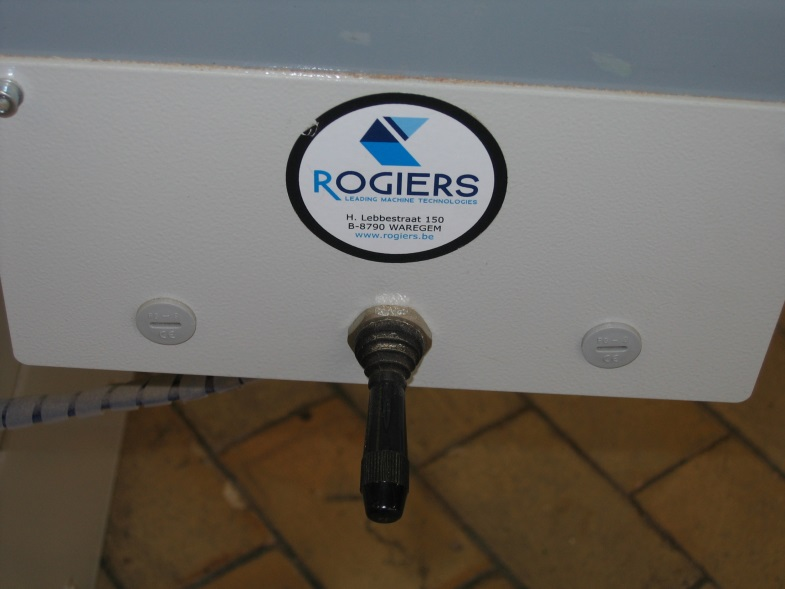 ROGIERS
LEADING MACHINE TECHNOLOGIES
H. Lebbestraat 150
B-8790 WAREGEM
www.rogiers.be